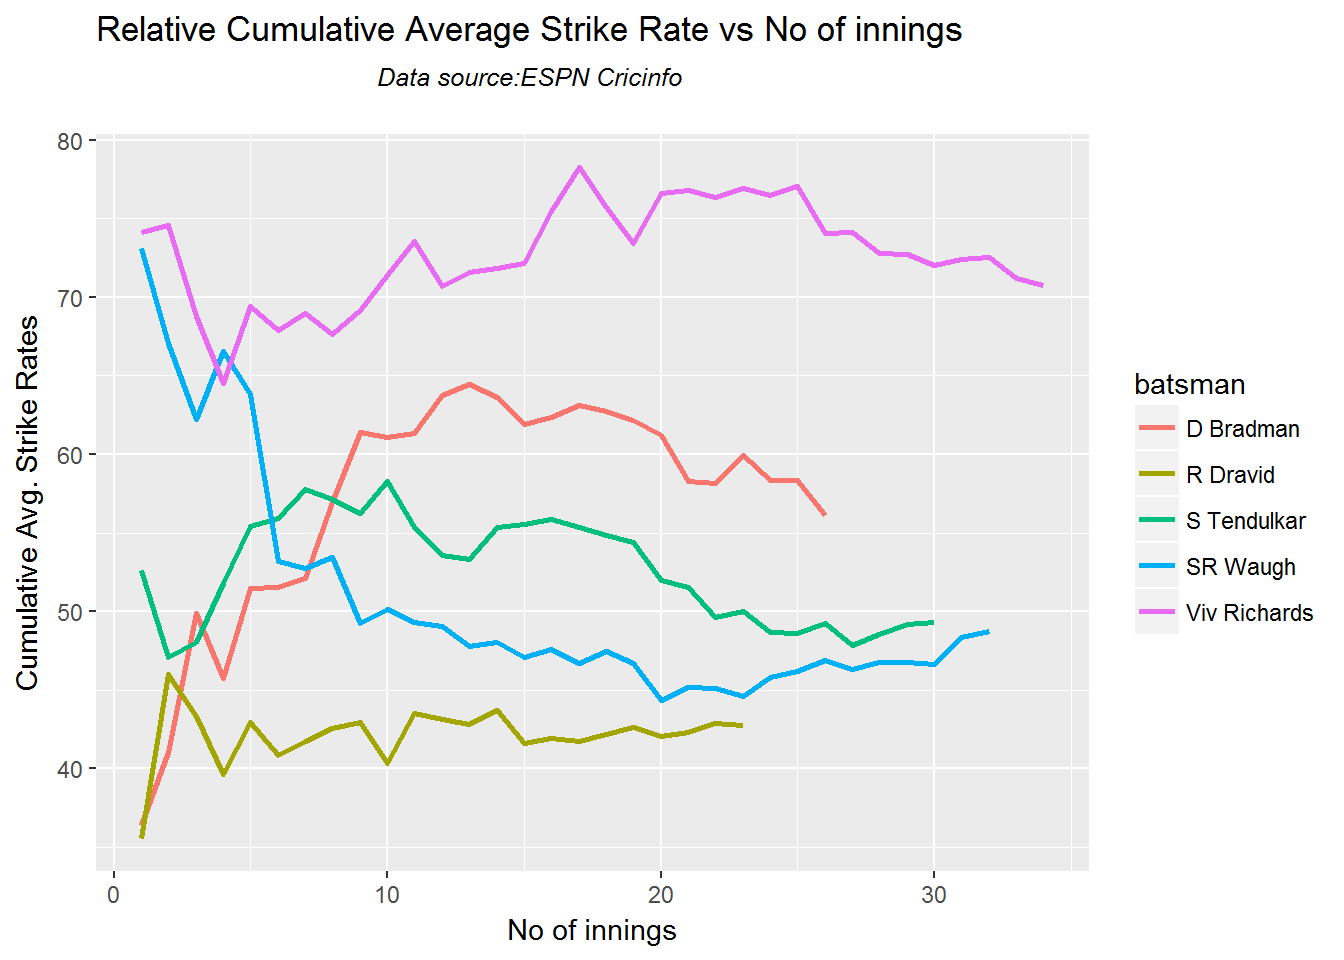 Relative Cumulative Average Strike Rate vs No of innings
Data source:ESPN Cricinfo
Cumulative Avg. Strike Rates
80
70
60
50
40
0
10
20
30
No of innings
batsman
D Bradman
R Dravid
S Tendulkar
SR Waugh
Viv Richards